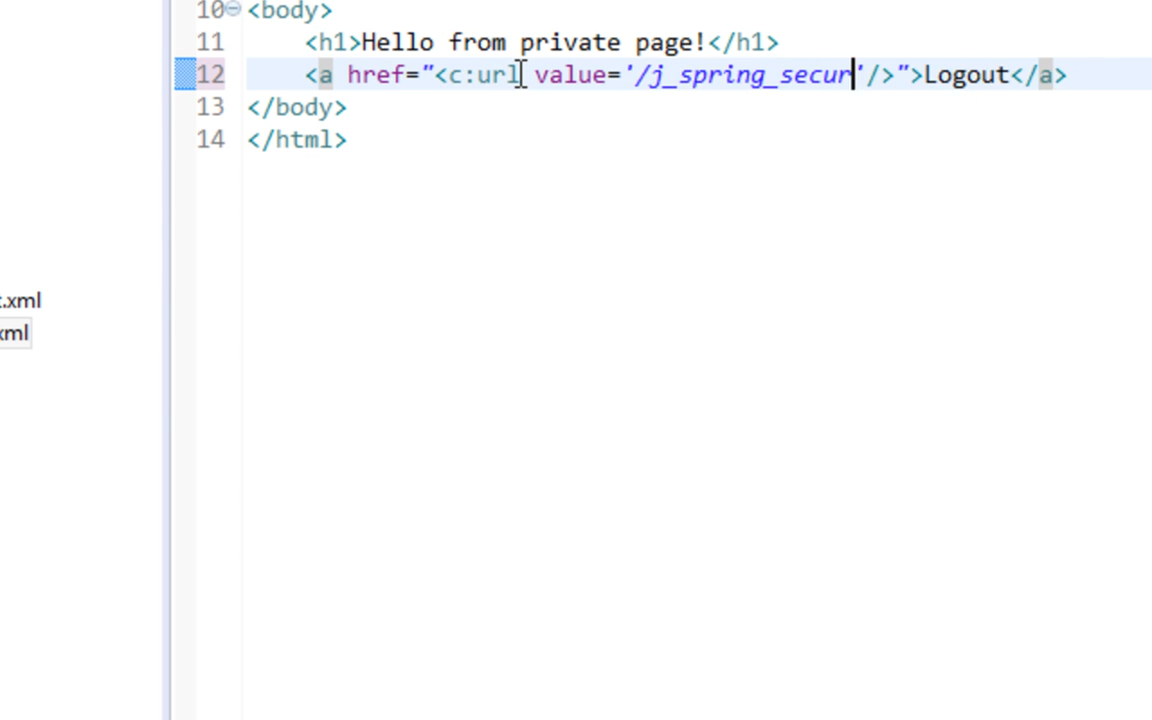 10 <body>
11 <h1>Hello from private page!</h1>
12 <a href="<c:url value='/j_spring_secur'/>">Logout</a>
13 </body>
14 </html>
.xml
xml